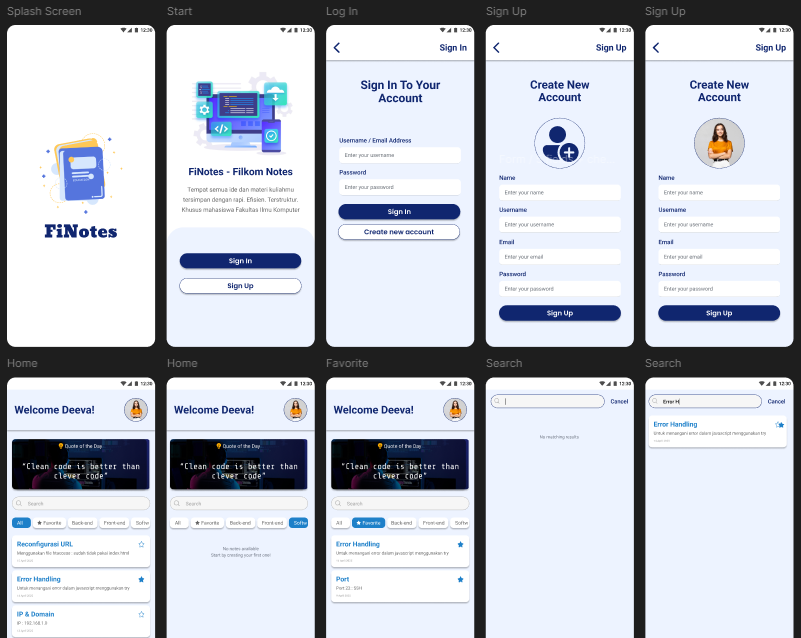 Splash Screen
Start
Log In
Sign Up
Sign Up
12:30
12:30
12:30
12:30
12:30
FiNotes
FiNotes - Filkom Notes
Tempat semua ide dan materi kuliahmu
tersimpan dengan rapi. Efisien. Terstruktur.
Khusus mahasiswa Fakultas Ilmu Komputer
Sign In
Sign Up
Sign In
Sign In To Your
Account
Username / Email Address
Enter your username
Password
Enter your password
Sign In
Create new account
Sign Up
Create New
Account
Name
Enter your name
Username
Enter your username
Email
Enter your email
Password
Enter your password
Sign Up
Sign Up
Create New
Account
Name
Enter your name
Username
Enter your username
Email
Enter your email
Password
Enter your password
Sign Up
Home
Home
Favorite
Search
Search
12:30
12:30
12:30
12:30
12:30
Welcome Deeva!
Quote of the Day
"Clean code is better than
clever code"
Search
All Favorite Back-end Front-end Softw
Reconfigurasi URL
Menggunakan file htaccess : sudah tidak pakai index.html
Error Handling
Untuk menangani error dalam javascript menggunakan try
IP & Domain
IP : 192.168.1.9
Welcome Deeva!
Quote of the Day
"Clean code is better than
clever code"
Search
All Favorite Back-end Front-end Softw
No notes available
Start by creating your first one!
Welcome Deeva!
Quote of the Day
"Clean code is better than
clever code"
Search
All Favorite Back-end Front-end Softw
Error Handling
Untuk menangani error dalam javascript menggunakan try
Port
Port 22 : SSH
Cancel
No matching results
Error H
Cancel
Error Handling
Untuk menangani error dalam javascript menggunakan try